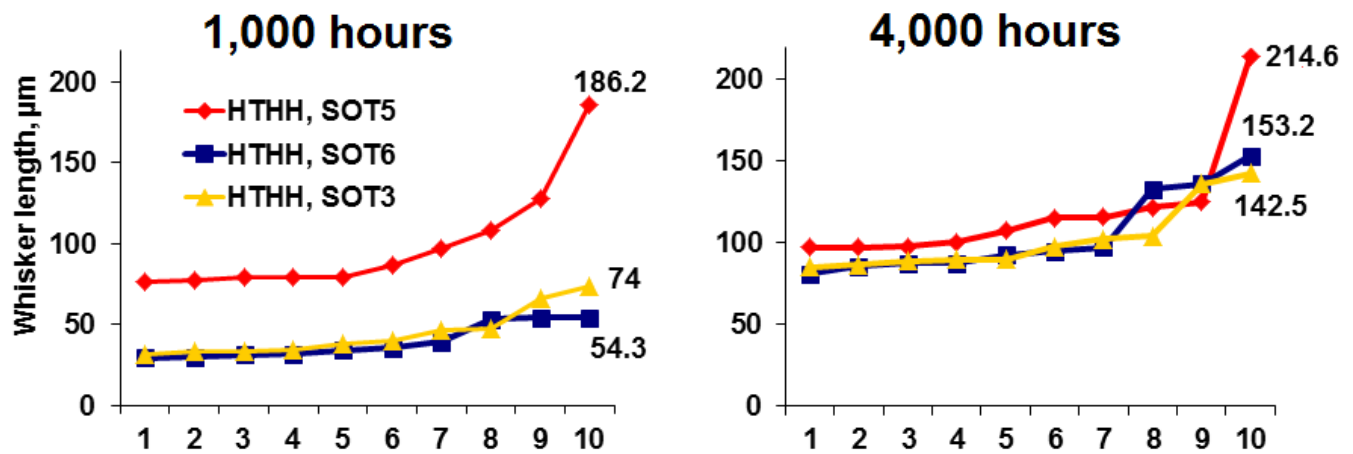 1,000 hours
Whisker length, µm
200
150
100
50
0
HTHH, SOT5
HTHH, SOT6
HTHH, SOT3
186.2
74
54.3
1 2 3 4 5 6 7 8 9 10
4,000 hours
200
150
100
50
0
214.6
153.2
142.5
1 2 3 4 5 6 7 8 9 10